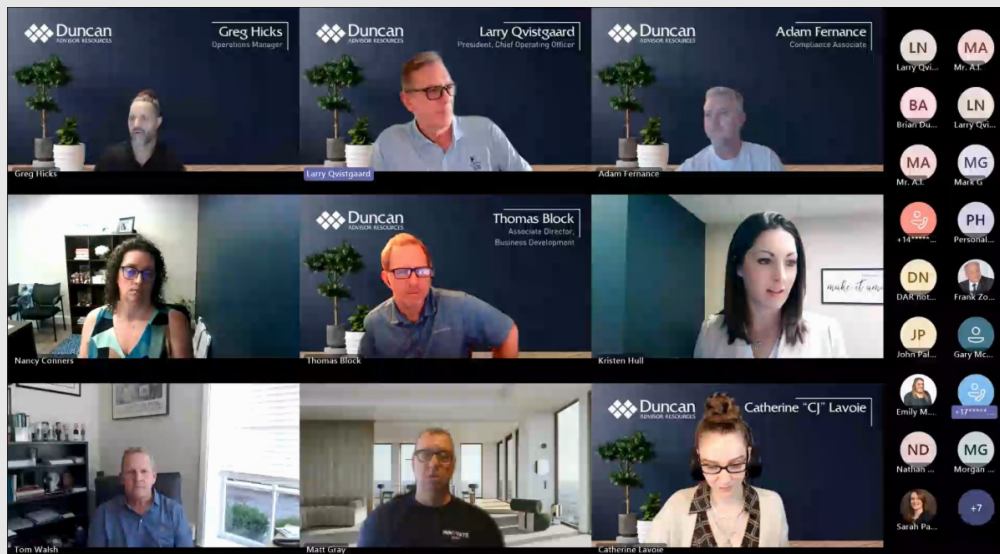 Duncan
ADVISOR RESOURCES
Greg Hicks
Operations Manager
Greg Hicks
Duncan
ADVISOR RESOURCES
Larry Qvistgaard
President, Chief Operating Officer
Larry Qvistgaard
Duncan
ADVISOR RESOURCES
Adam Fernance
Compliance Associate
Adam Fernance
Nancy Conners
Duncan
ADVISOR RESOURCES
Thomas Block
Associate Director,
Business Development
Thomas Block
make it
Kristen Hull
Tom Walsh
Matt Gray
Duncan
ADVISOR RESOURCES
Catherine "CJ" Lavoie
Catherine Lavoie
LN
Larry Qvi...
MA
Mr. A.I.
BA
Brian Du...
LN
Larry Qvi...
MA
Mr. A.I.
MG
Mark G
+14*****...
PH
Personal...
DN
DAR not...
Frank Zo...
JP
John Pal...
Gary Mc...
Emily M...
+17*****...
ND
Nathan ...
MG
Morgan ...
Sarah Pa...
+7